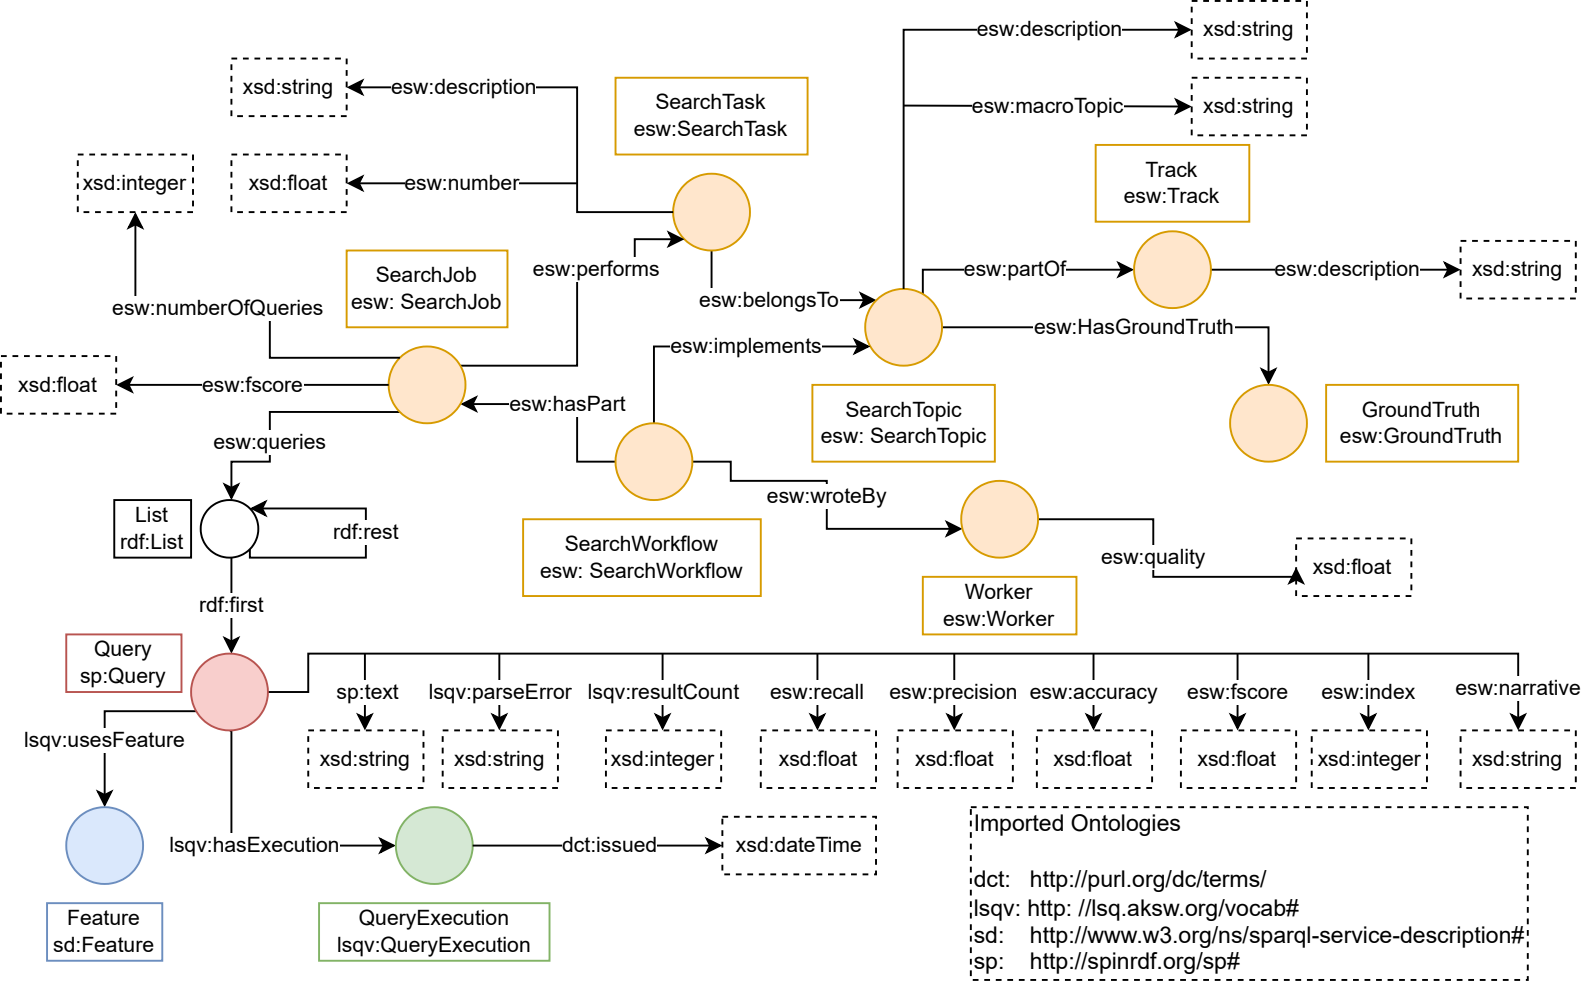 esw:description
xsd:string
xsd:string
esw:description
SearchTask
esw:SearchTask
esw:macroTopic
xsd:string
Track
esw:Track
xsd:integer
xsd:float
esw:number
SearchJob
esw: SearchJob
esw:performs
esw:partOf
esw:description
xsd:string
esw:numberOfQueries
esw:belongsTo
esw:HasGroundTruth
esw:implements
xsd:float
esw:fscore
esw:hasPart
SearchTopic
esw: SearchTopic
GroundTruth
esw:GroundTruth
esw:queries
esw:wroteBy
List
rdf:List
rdf:rest
SearchWorkflow
esw: SearchWorkflow
esw:quality
xsd:float
rdf:first
Worker
esw:Worker
Query
sp:Query
sp:text
lsqv:parseError
lsqv:resultCount
esw:recall
esw:precision
esw:accuracy
esw:fscore
esw:index
esw:narrative
lsqv:usesFeature
xsd:string
xsd:string
xsd:integer
xsd:float
xsd:float
xsd:float
xsd:float
xsd:integer
xsd:string
lsqv:hasExecution
dct:issued
xsd:dateTime
Feature
sd:Feature
QueryExecution
lsqv:QueryExecution
Imported Ontologies
dct: http://purl.org/dc/terms/
lsqv: http: //lsq.aksw.org/vocab#
sd: http://www.w3.org/ns/sparql-service-description#
sp: http://spinrdf.org/sp#